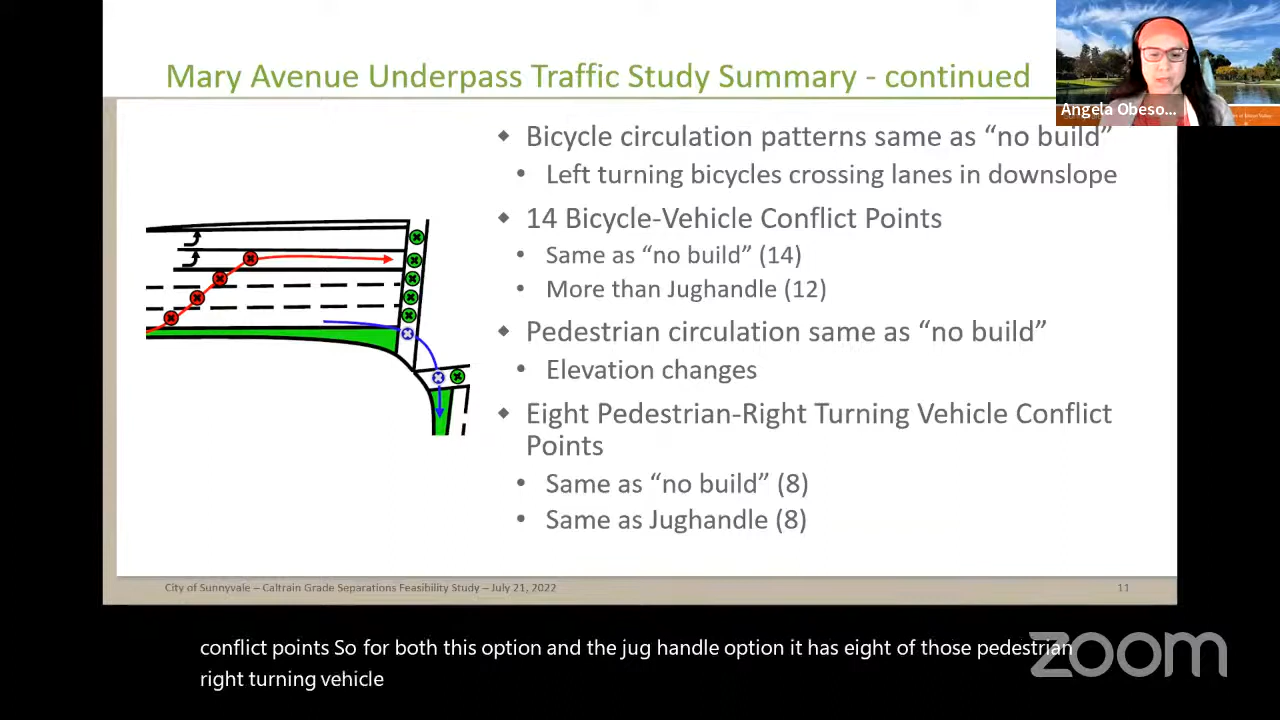 Mary Avenue Underpass Traffic Study Summary - continued
Angela Obeso...
Bicycle circulation patterns same as “no build”
Left turning bicycles crossing lanes in downslope
14 Bicycle-Vehicle Conflict Points
Same as “no build” (14)
More than Jughandle (12)
Pedestrian circulation same as “no build”
Elevation changes
Eight Pedestrian-Right Turning Vehicle Conflict
Points
Same as “no build” (8)
Same as Jughandle (8)
City of Sunnyvale – Caltrain Grade Separations Feasibility Study – July 21, 2022
11
conflict points So for both this option and the jug handle option it has eight of those pedestrian
right turning vehicle
zoom